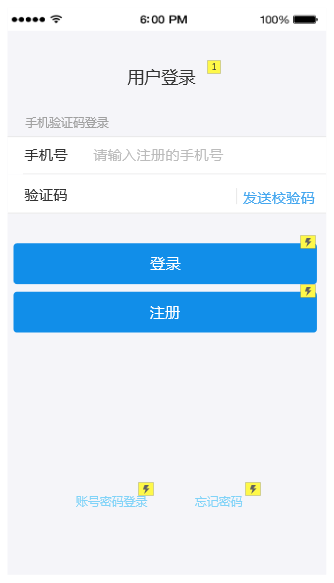 6:00 PM 100%
用户登录 1
手机验证码登录
手机号 请输入注册的手机号
验证码 发送校验码
登录
注册
账号密码登录 忘记密码